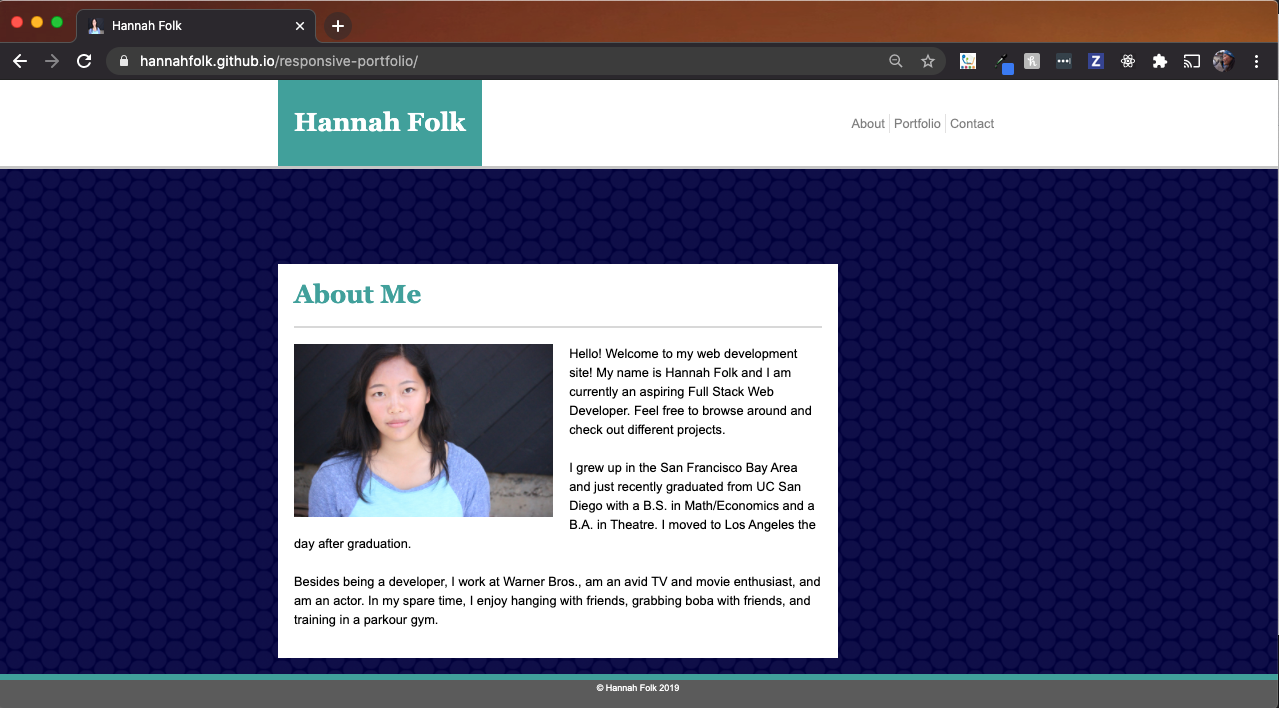 Hannah Folk
hannahfolk.github.io/responsive-portfolio/
Z
Hannah Folk
About
Portfolio
Contact
About Me
Hello! Welcome to my web development
site! My name is Hannah Folk and I am
currently an aspiring Full Stack Web
Developer. Feel free to browse around and
check out different projects.
I grew up in the San Francisco Bay Area
and just recently graduated from UC San
Diego with a B.S. in Math/Economics and a
B.A. in Theatre. I moved to Los Angeles the
day after graduation.
Besides being a developer, I work at Warner Bros., am an avid TV and movie enthusiast, and
am an actor. In my spare time, I enjoy hanging with friends, grabbing boba with friends, and
training in a parkour gym.
© Hannah Folk 2019